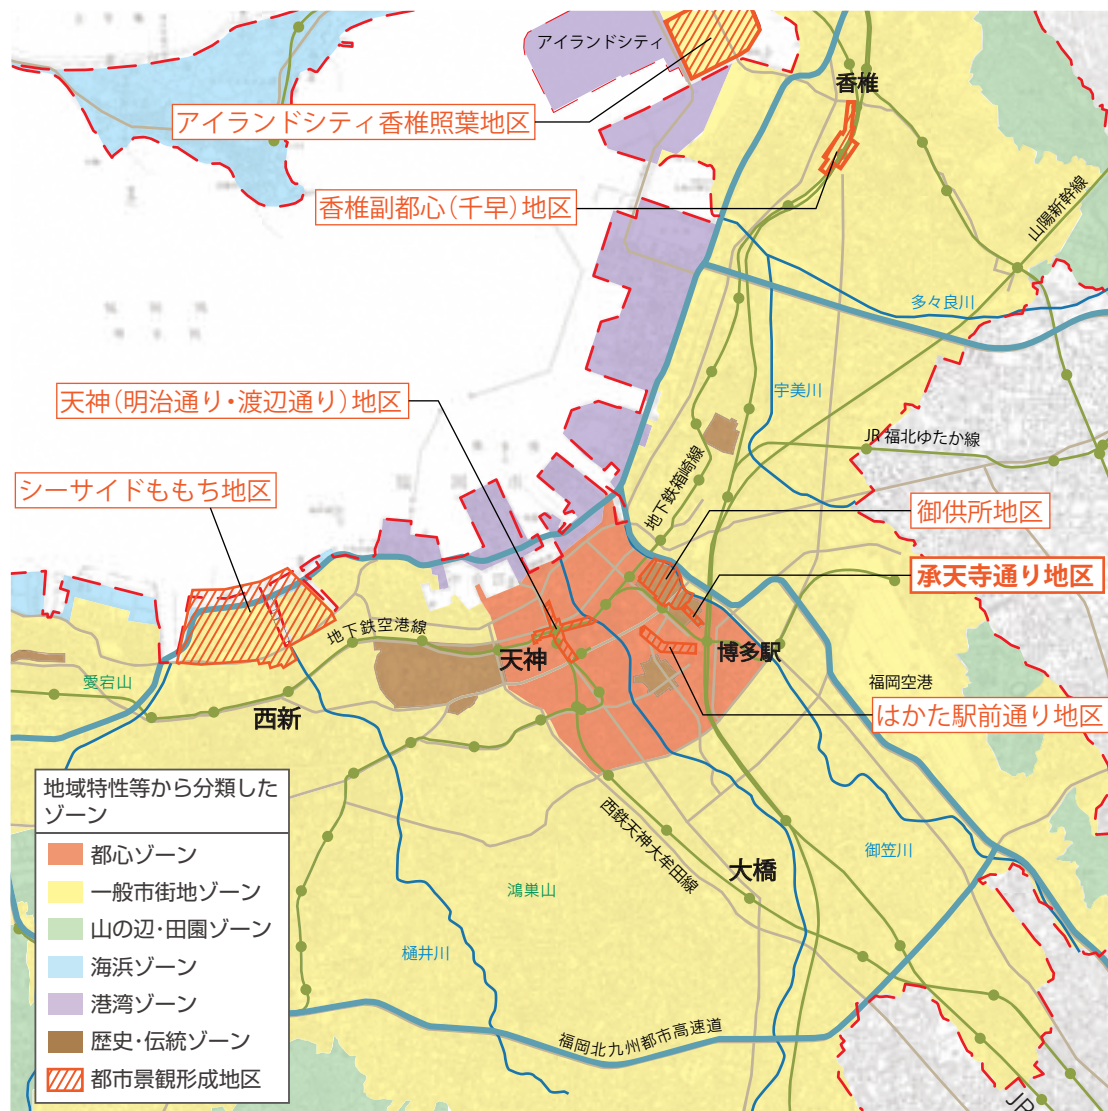 アイランドシティ
香椎
アイランドシティ香椎照葉地区
香椎副都心(千早)地区
山陽新幹線
多々良川
宇美川
天神(明治通り・渡辺通り)地区
JR福北ゆたか線
地下鉄箱崎線
シーサイドももち地区
御供所地区
承天寺通り地区
地下鉄空港線
天神
博多駅
愛宕山
福岡空港
西新
はかた駅前通り地区
地域特性等から分類した
ゾーン
都心ゾーン
一般市街地ゾーン
山の辺・田園ゾーン
海浜ゾーン
港湾ゾーン
歴史・伝統ゾーン
都市景観形成地区
西鉄天神大牟田線
大橋
御笠川
鴻巣山
樋井川
福岡北九州都市高速道
JR